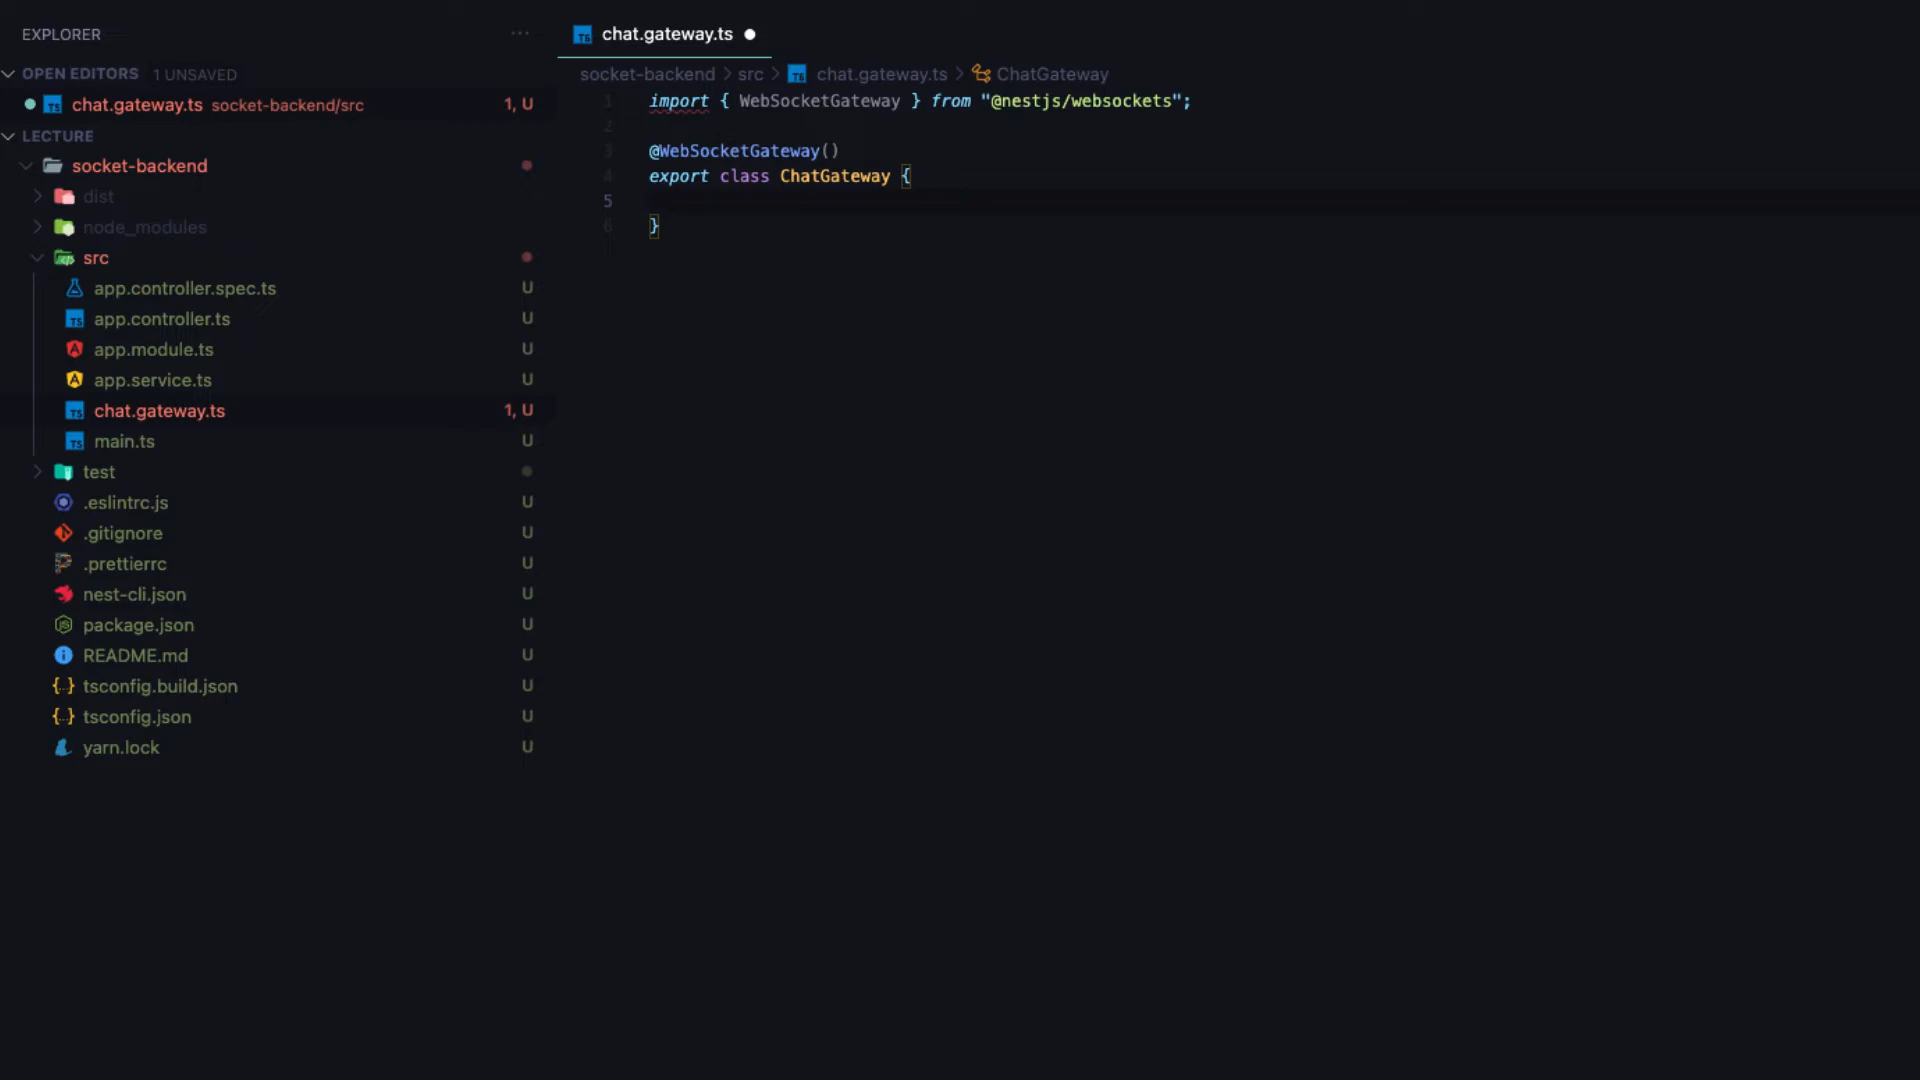 EXPLORER
OPEN EDITORS 1 UNSAVED
chat.gateway.ts socket-backend/src 1, U
LECTURE
socket-backend
dist
node_modules
src
app.controller.spec.ts U
app.controller.ts U
app.module.ts U
app.service.ts U
chat.gateway.ts 1, U
main.ts U
test
.eslintrc.js U
.gitignore U
.prettierrc U
nest-cli.json U
package.json U
README.md U
tsconfig.build.json U
tsconfig.json U
yarn.lock U
chat.gateway.ts
socket-backend > src > chat.gateway.ts > ChatGateway
1 import { WebSocketGateway } from "@nestjs/websockets";
2
3 @WebSocketGateway()
4 export class ChatGateway {
5
6 }